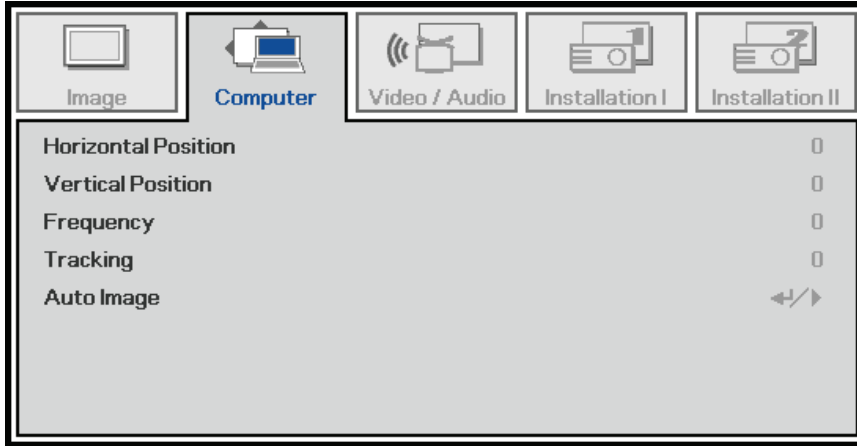 Image Computer Video / Audio Installation I Installation II
Horizontal Position 0
Vertical Position 0
Frequency 0
Tracking 0
Auto Image